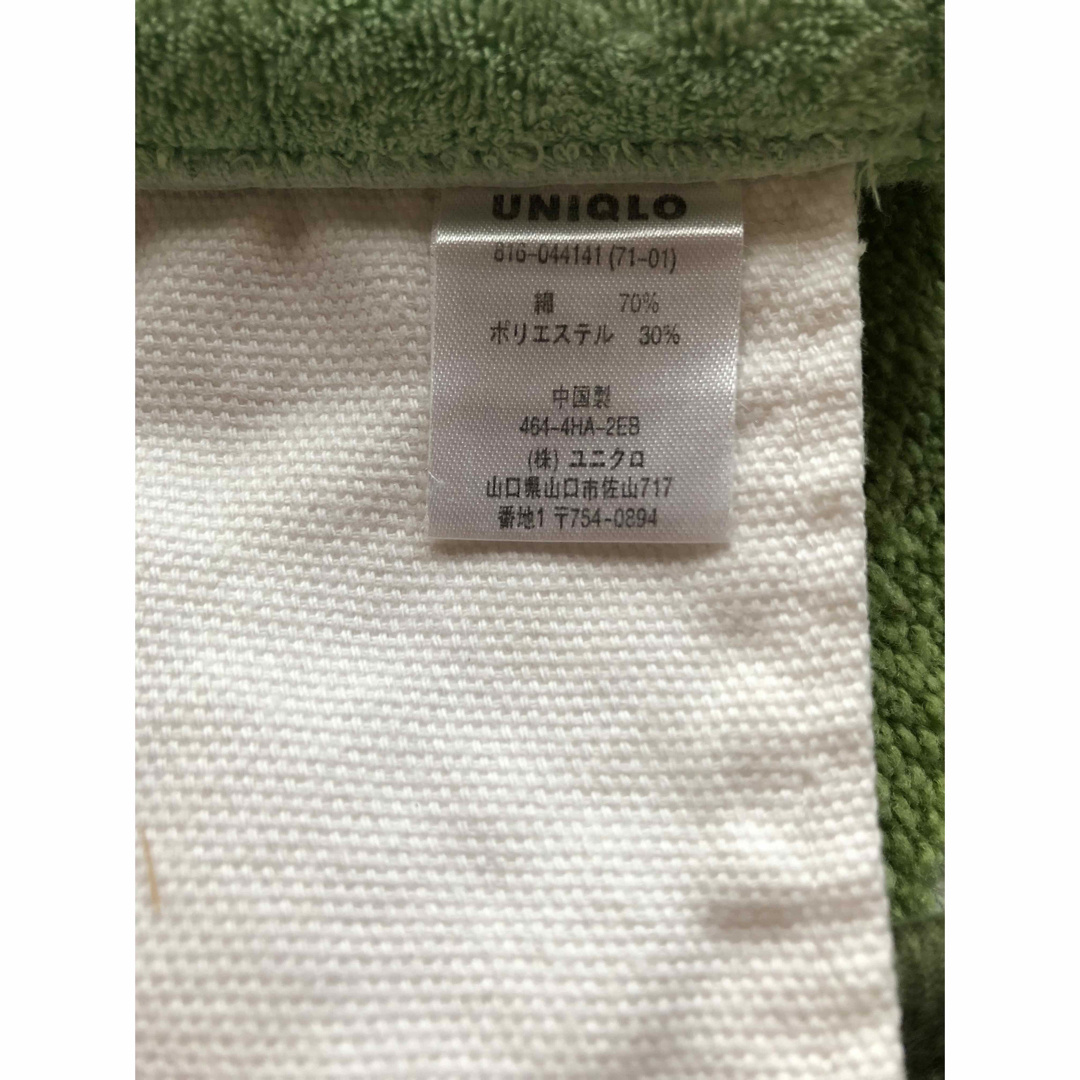 UNIQLO
816-044141 (71-01)
綿 70%
ポリエステル 30%
中国製
464-4HA-2EB
(株) ユニクロ
山口県山口市佐山717
番地1 〒754-0894